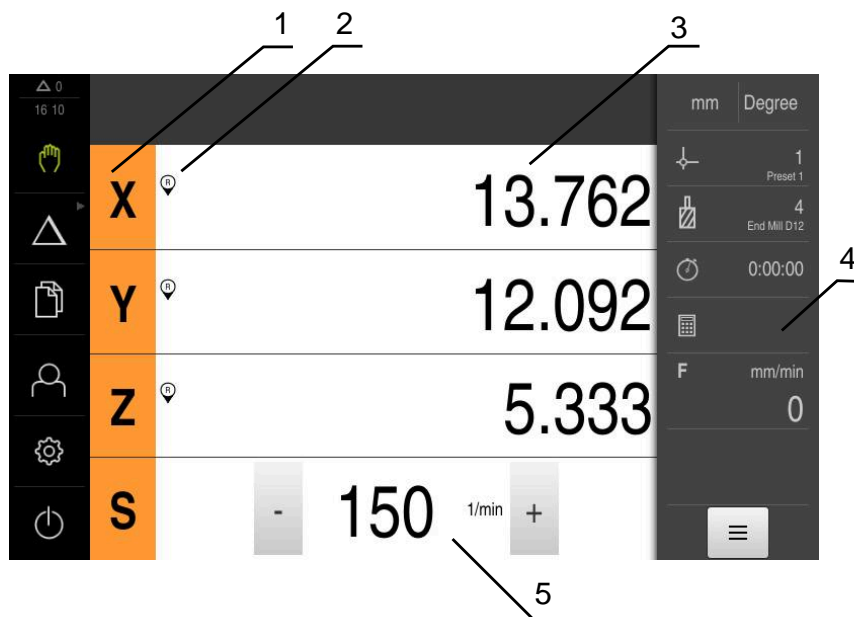 1 2 3
0
16 10
mm Degree
X R 13.762
1
Preset 1
4
End Mill D12
Y R 12.092
0:00:00
4
Z R 5.333
F mm/min
0
S - 150 1/min +
5